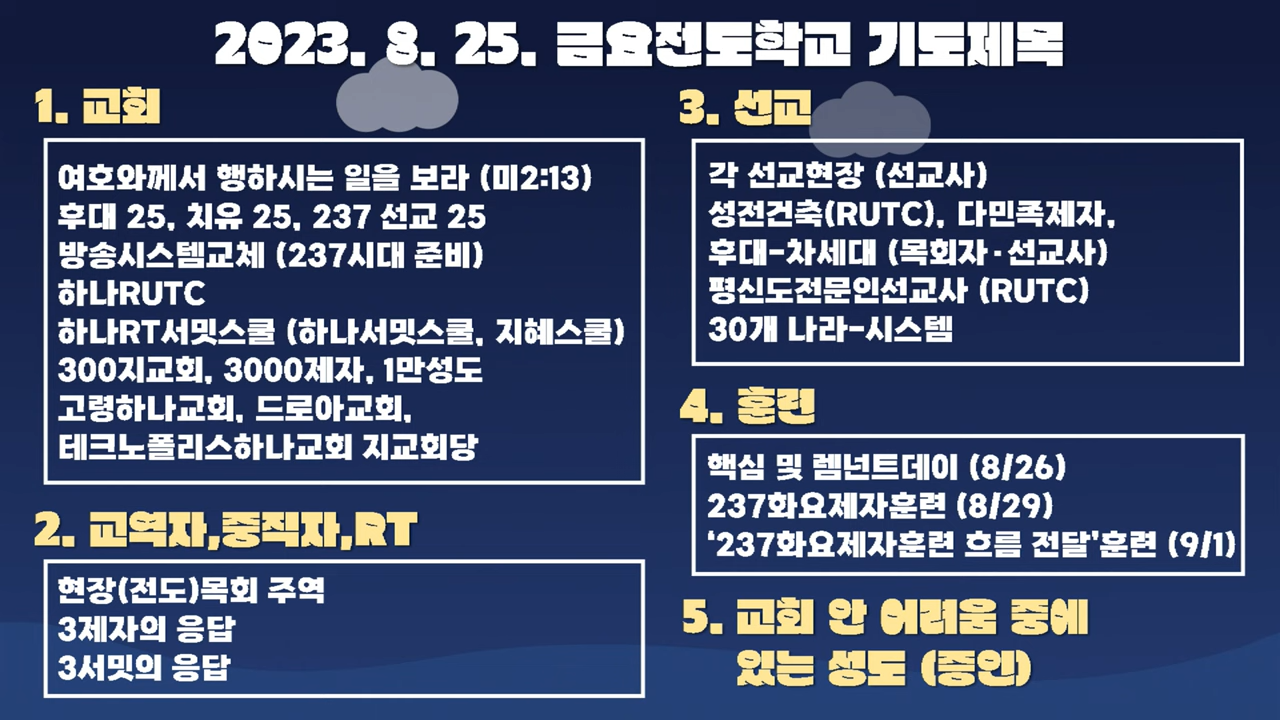 2023. 8. 25. 금요전도학교 기도제목
1. 교회
여호와께서 행하시는 일을 보라 (미2:13)
후대 25, 치유 25, 237 선교 25
방송시스템교체 (237시대 준비)
하나RUTC
하나RT서밋스쿨 (하나서밋스쿨, 지혜스쿨)
300지교회, 3000제자, 1만성도
고령하나교회, 드로아교회,
테크노폴리스하나교회 지교회당
2. 교역자,중직자,RT
현장(전도)목회 주역
3제자의 응답
3서밋의 응답
3. 선교
각 선교현장 (선교사)
성전건축(RUTC), 다민족제자,
후대-차세대 (목회자·선교사)
평신도전문인선교사 (RUTC)
30개 나라-시스템
4. 훈련
핵심 및 렘넌트데이 (8/26)
237화요제자훈련 (8/29)
‘237화요제자훈련 흐름 전달’훈련 (9/1)
5. 교회 안 어려움 중에
있는 성도 (증인)